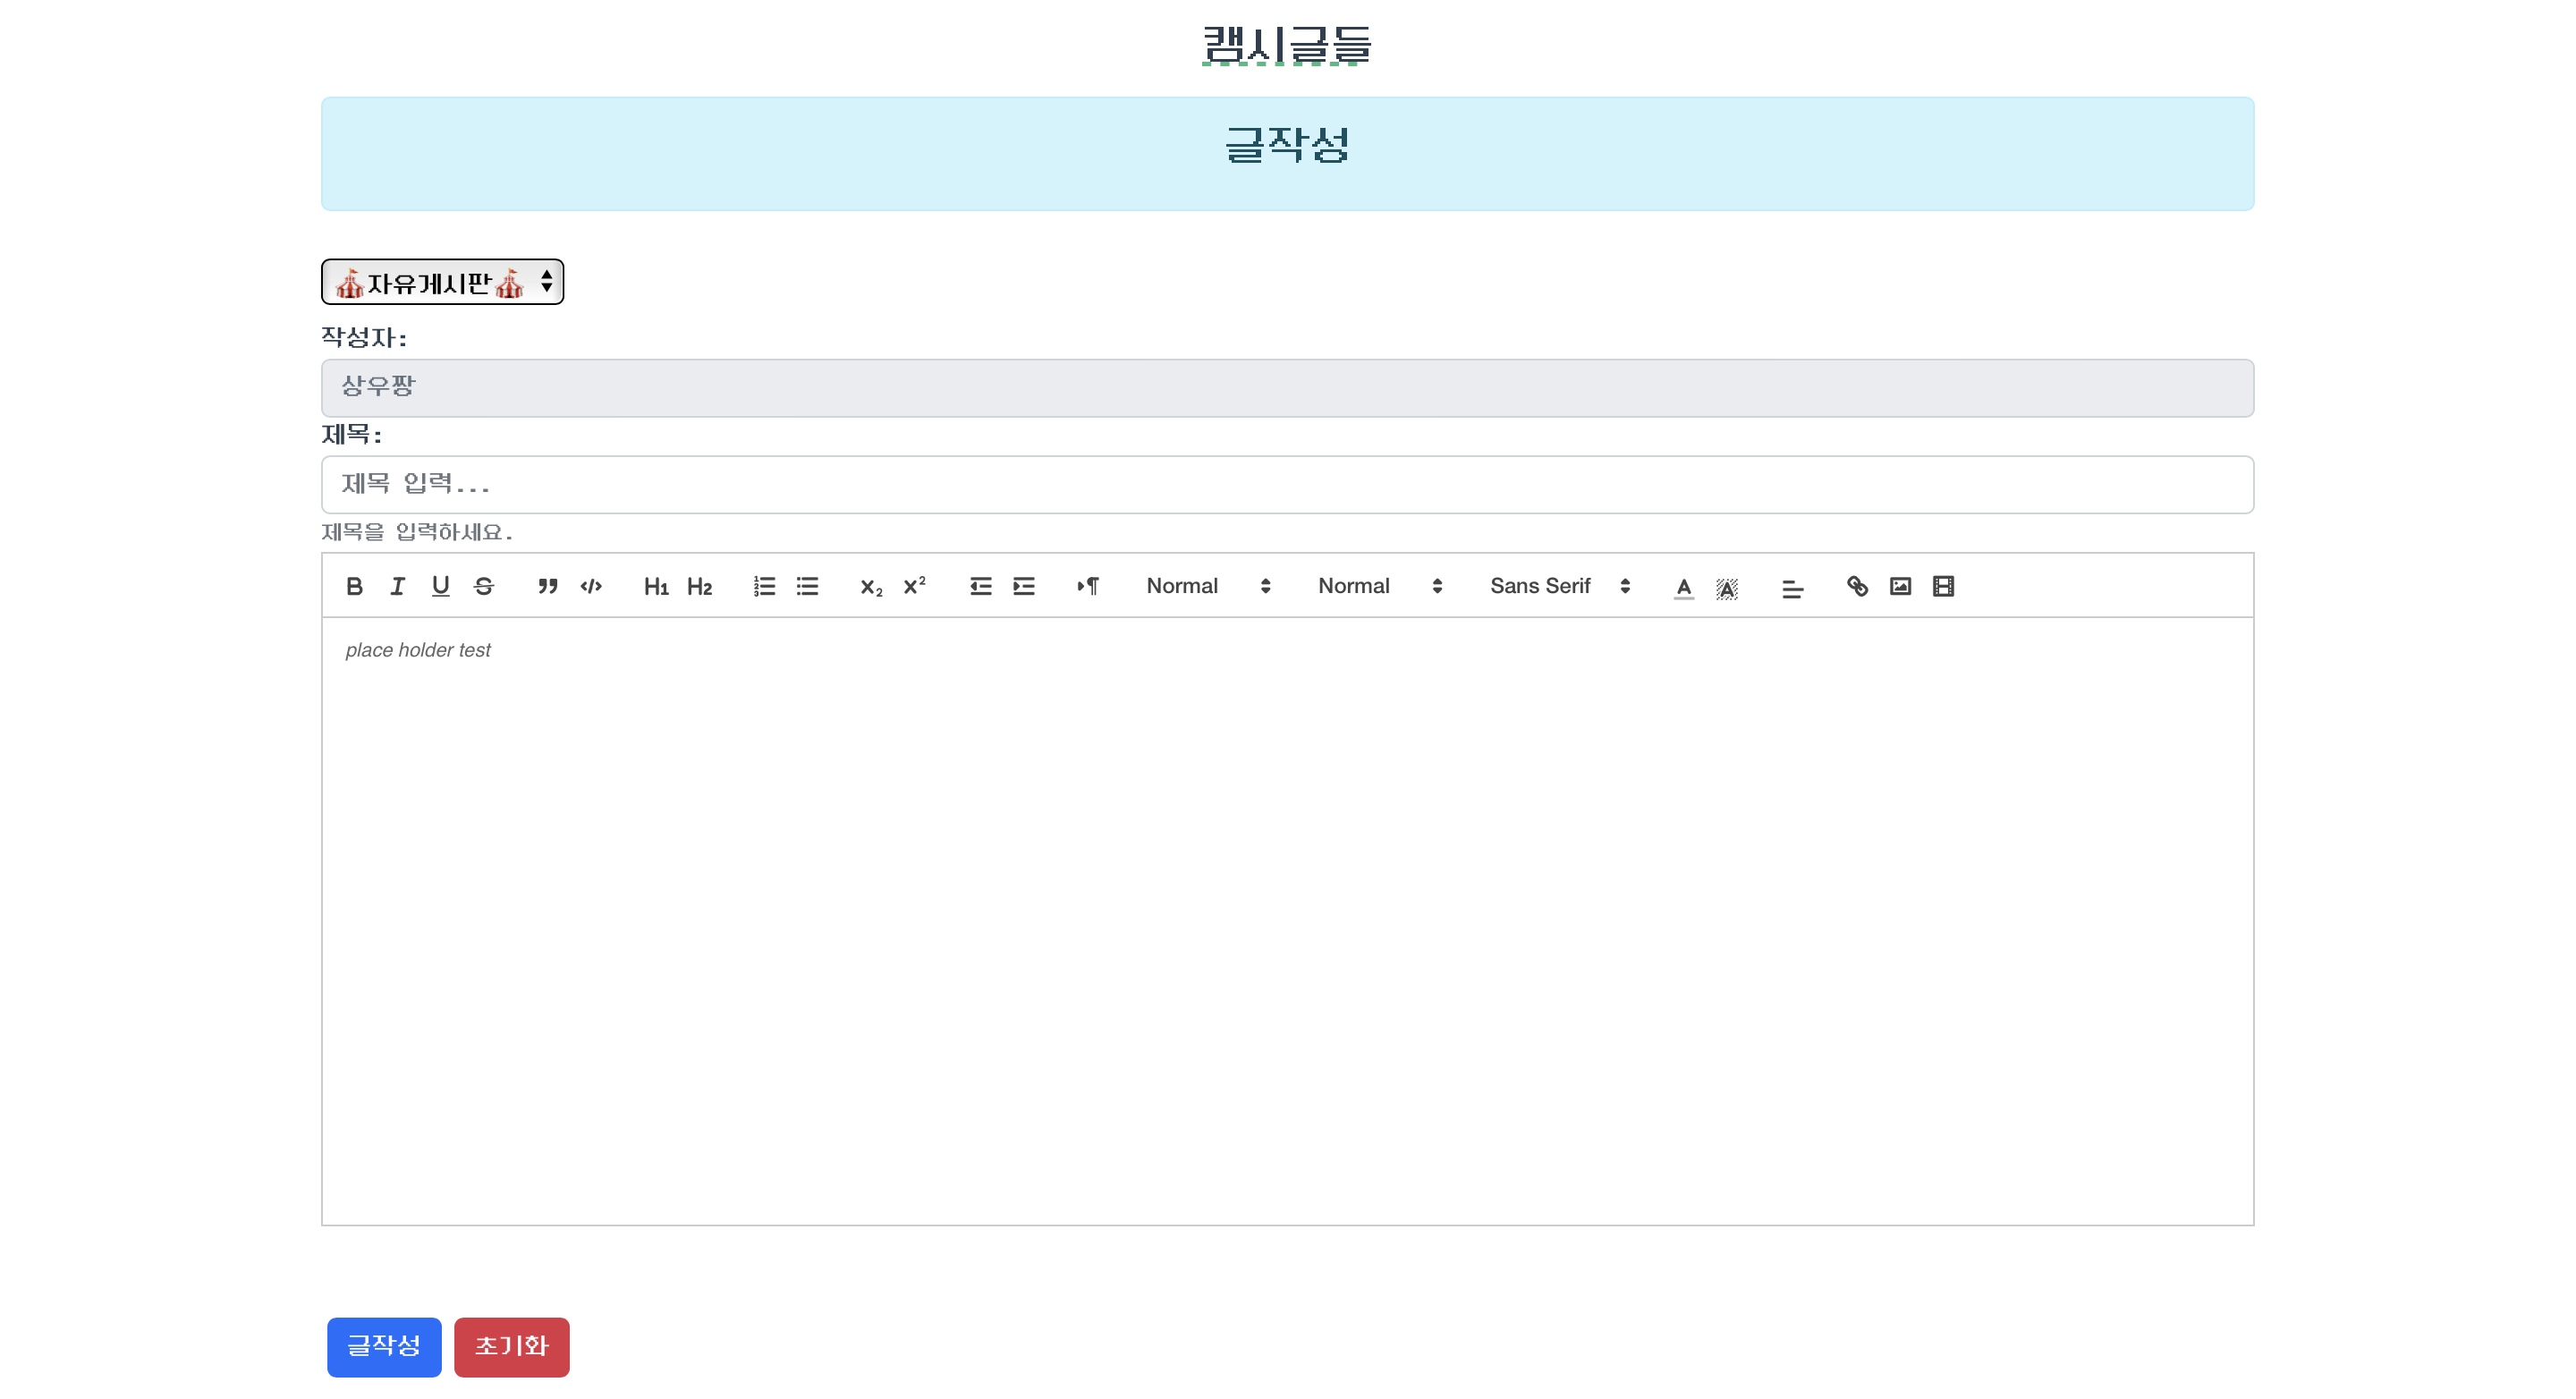 캠시글들
글작성
🎪자유게시판🎪
작성자:
상우짱
제목:
제목 입력...
제목을 입력하세요.
B I U S H1 H2 x₂ x² Normal Normal Sans Serif A A
place holder test
글작성 초기화